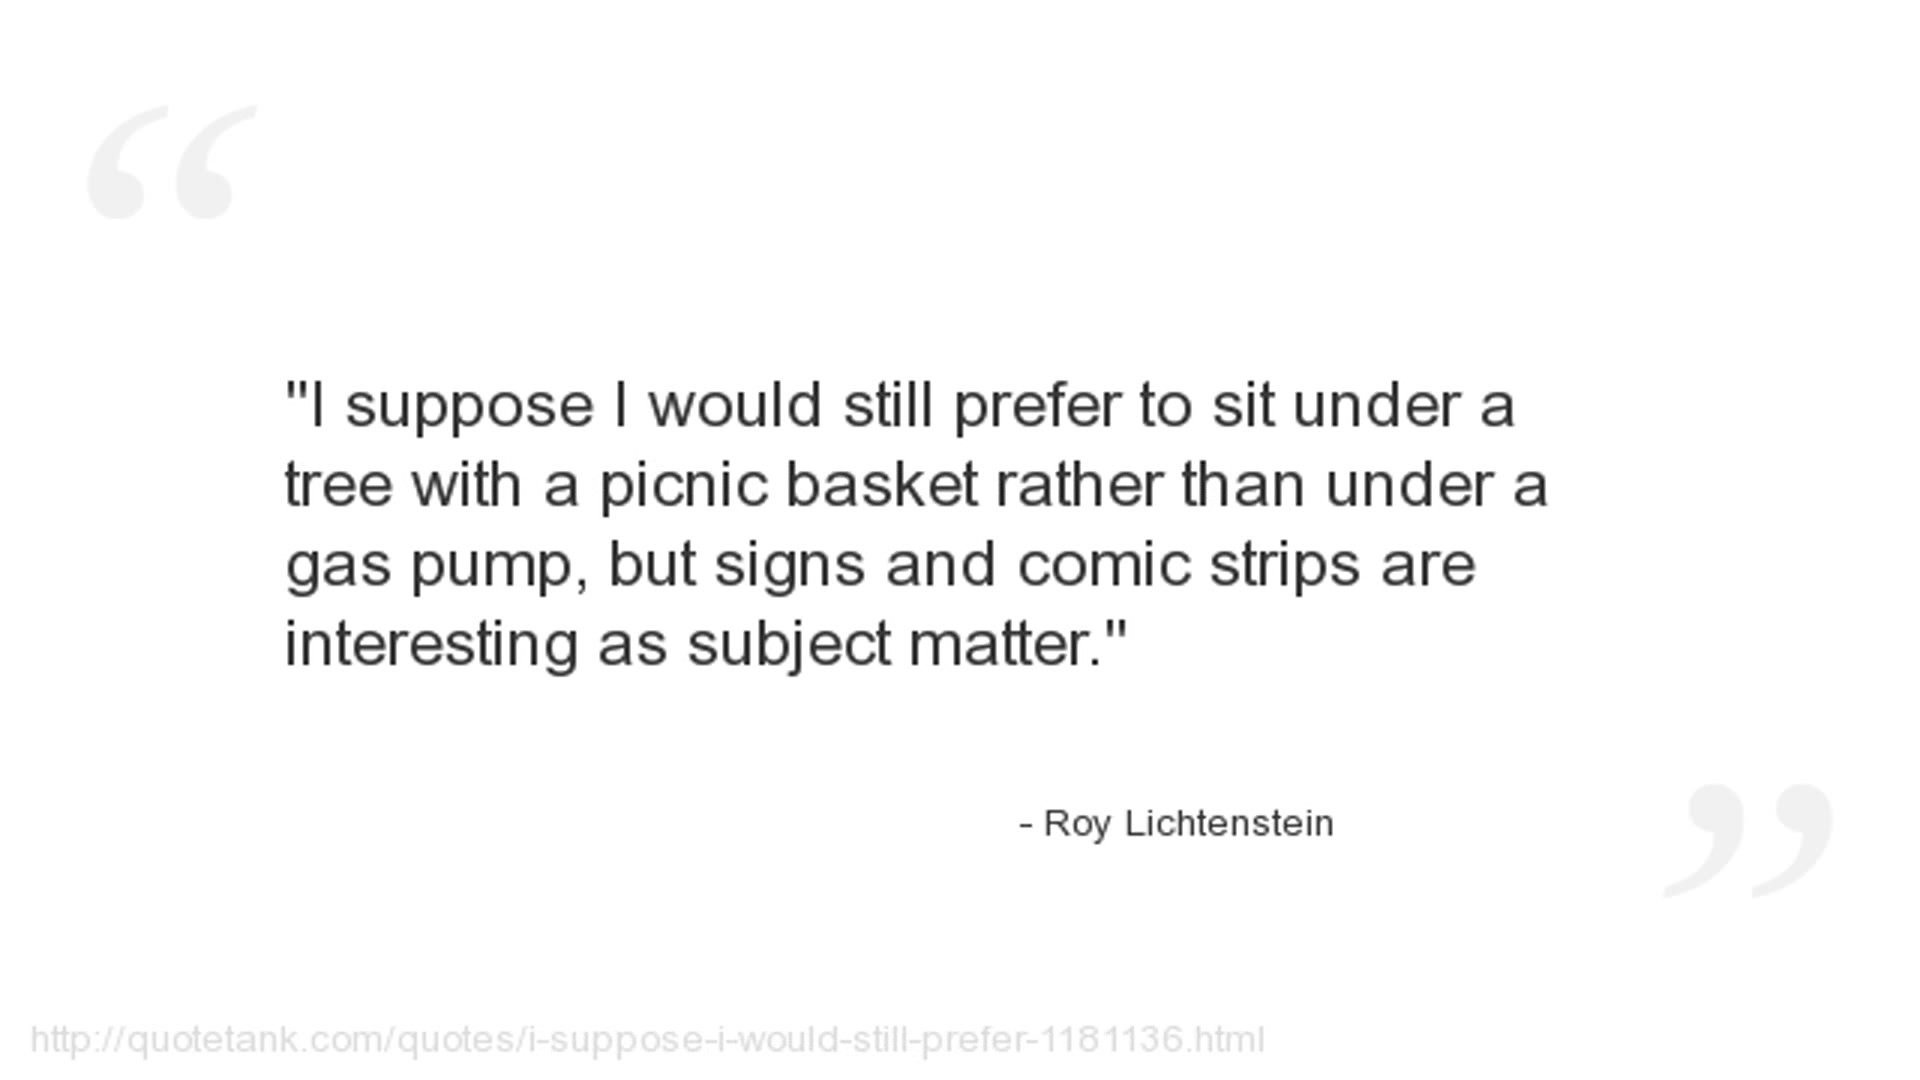 "I suppose I would still prefer to sit under a
tree with a picnic basket rather than under a
gas pump, but signs and comic strips are
interesting as subject matter."
- Roy Lichtenstein
http://quotetank.com/quotes/i-suppose-i-would-still-prefer-1181136.html